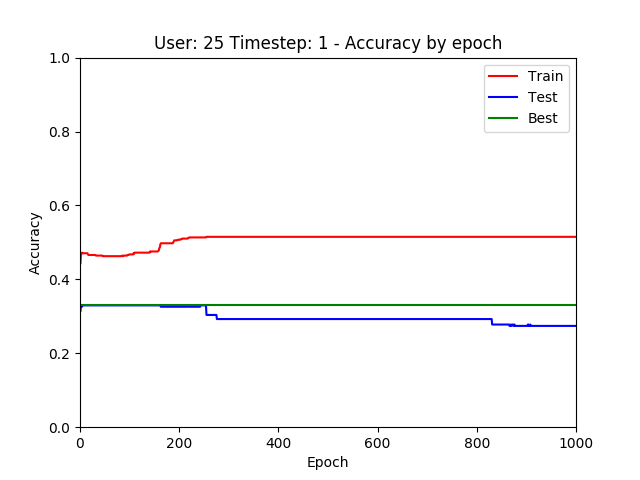 User: 25 Timestep: 1 - Accuracy by epoch
1.0
0.8
0.6
0.4
0.2
0.0
Accuracy
Train
Test
Best
0 200 400 600 800 1000
Epoch